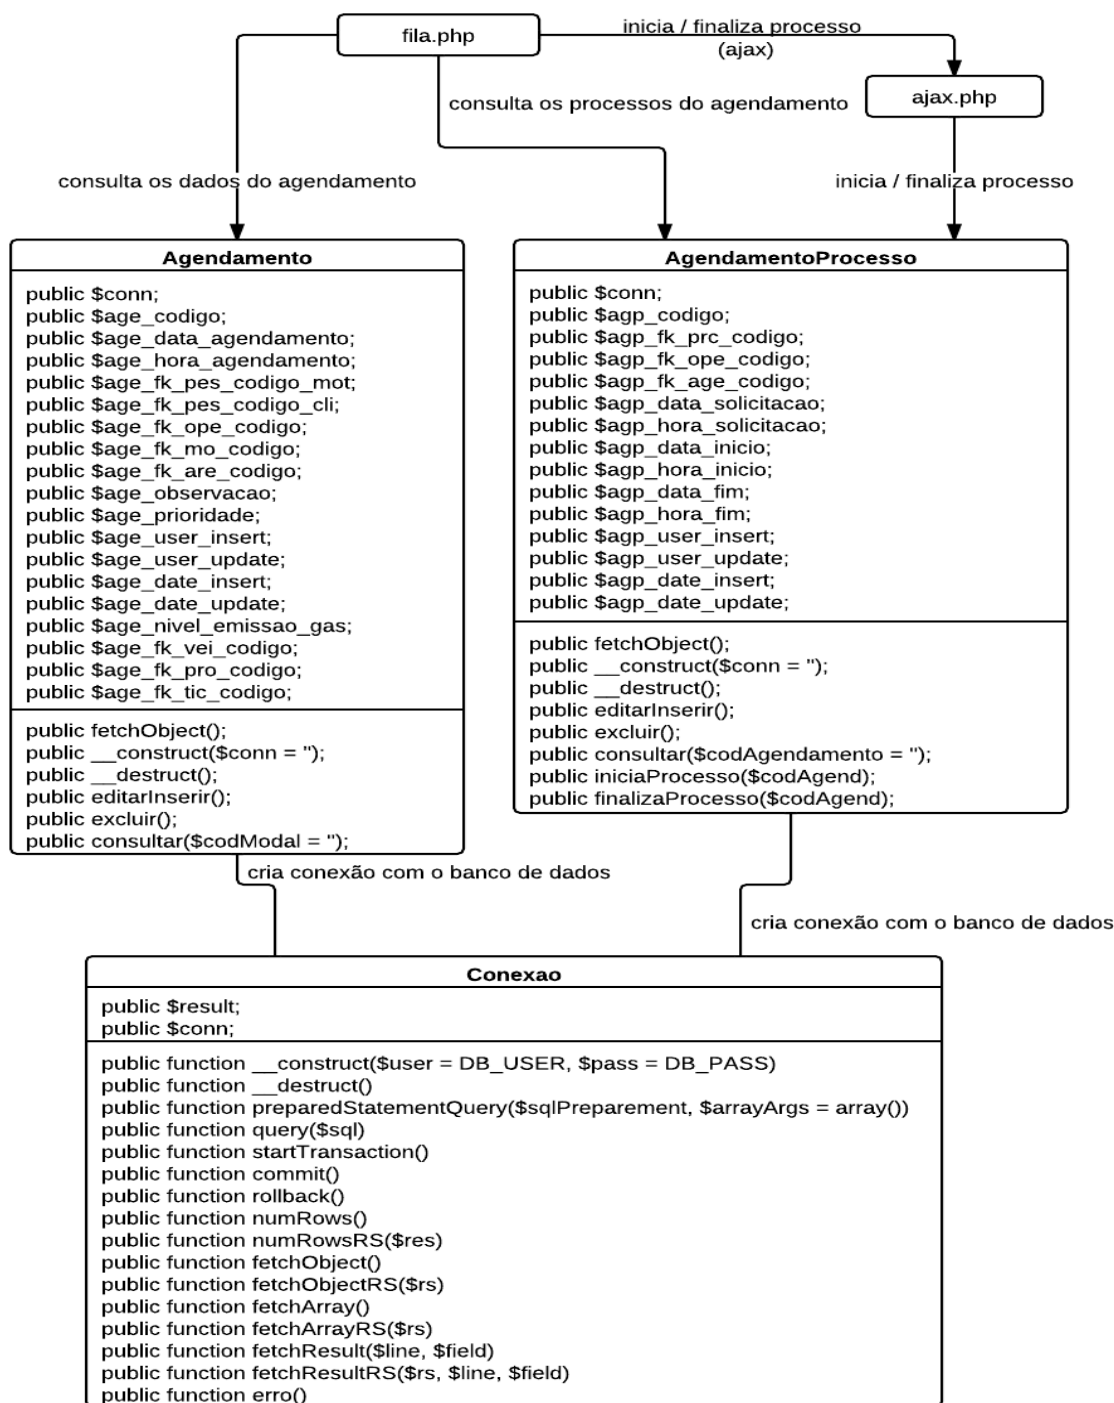 fila.php
inicia / finaliza processo
(ajax)
ajax.php
consulta os processos do agendamento
consulta os dados do agendamento
inicia / finaliza processo
Agendamento
public $conn;
public $age_codigo;
public $age_data_agendamento;
public $age_hora_agendamento;
public $age_fk_pes_codigo_mot;
public $age_fk_pes_codigo_cli;
public $age_fk_ope_codigo;
public $age_fk_mo_codigo;
public $age_fk_are_codigo;
public $age_observacao;
public $age_prioridade;
public $age_user_insert;
public $age_user_update;
public $age_date_insert;
public $age_date_update;
public $age_nivel_emissao_gas;
public $age_fk_vei_codigo;
public $age_fk_pro_codigo;
public $age_fk_tic_codigo;
public fetchObject();
public __construct($conn = '');
public __destruct();
public editarInserir();
public excluir();
public consultar($codModal = '');
AgendamentoProcesso
public $conn;
public $agp_codigo;
public $agp_fk_prc_codigo;
public $agp_fk_ope_codigo;
public $agp_fk_age_codigo;
public $agp_data_solicitacao;
public $agp_hora_solicitacao;
public $agp_data_inicio;
public $agp_hora_inicio;
public $agp_data_fim;
public $agp_hora_fim;
public $agp_user_insert;
public $agp_user_update;
public $agp_date_insert;
public $agp_date_update;
public fetchObject();
public __construct($conn = '');
public __destruct();
public editarInserir();
public excluir();
public consultar($codAgendamento = '');
public iniciaProcesso($codAgend);
public finalizaProcesso($codAgend);
cria conexão com o banco de dados
cria conexão com o banco de dados
Conexao
public $result;
public $conn;
public function __construct($user = DB_USER, $pass = DB_PASS)
public function __destruct()
public function preparedStatementQuery($sqlPreparement, $arrayArgs = array())
public function query($sql)
public function startTransaction()
public function commit()
public function rollback()
public function numRows()
public function numRowsRS($res)
public function fetchObject()
public function fetchObjectRS($rs)
public function fetchArray()
public function fetchArrayRS($rs)
public function fetchResult($line, $field)
public function fetchResultRS($rs, $line, $field)
public function erro()